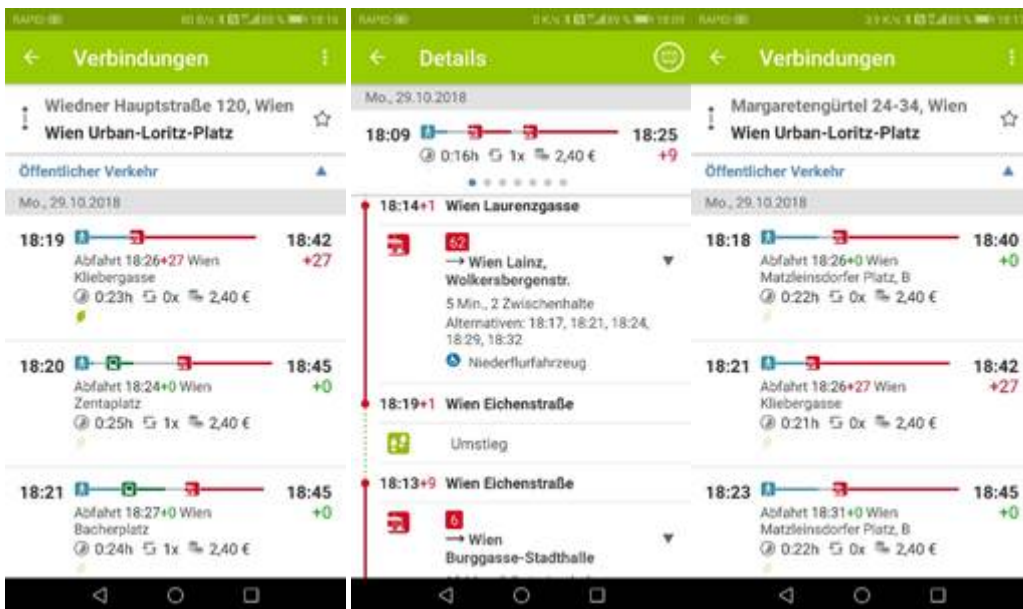 RAPID
18:16
Verbindungen
Wiedner Hauptstraße 120, Wien
Wien Urban-Loritz-Platz
Öffentlicher Verkehr
Mo., 29.10.2018
18:19
18:42
Abfahrt 18:26+27 Wien
+27
Kliebergasse
0:23h 0x 2,40 €
18:20
18:45
Abfahrt 18:24+0 Wien
+0
Zentaplatz
0:25h 1x 2,40 €
18:21
18:45
Abfahrt 18:27+0 Wien
+0
Bacherplatz
0:24h 1x 2,40 €
RAPID
18:09
Details
Mo., 29.10.2018
18:09
18:25
0:16h 1x 2,40 €
+9
18:14+1 Wien Laurenzgasse
62
→ Wien Lainz,
Wolkersbergenstr.
5 Min., 2 Zwischenhalte
Alternativen: 18:17, 18:21, 18:24,
18:29, 18:32
Niederflurfahrzeug
18:19+1 Wien Eichenstraße
Umstieg
18:13+9 Wien Eichenstraße
6
→ Wien
Burggasse-Stadthalle
RAPID
Verbindungen
Margaretengürtel 24-34, Wien
Wien Urban-Loritz-Platz
Öffentlicher Verkehr
Mo., 29.10.2018
18:18
18:40
Abfahrt 18:26+0 Wien
+0
Matzleinsdorfer Platz, B
0:22h 0x 2,40 €
18:21
18:42
Abfahrt 18:26+27 Wien
+27
Kliebergasse
0:21h 0x 2,40 €
18:23
18:45
Abfahrt 18:31+0 Wien
+0
Matzleinsdorfer Platz, B
0:22h 0x 2,40 €